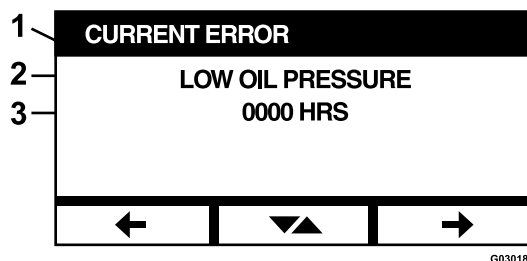 1
CURRENT ERROR
2
LOW OIL PRESSURE
3
0000 HRS
G03018